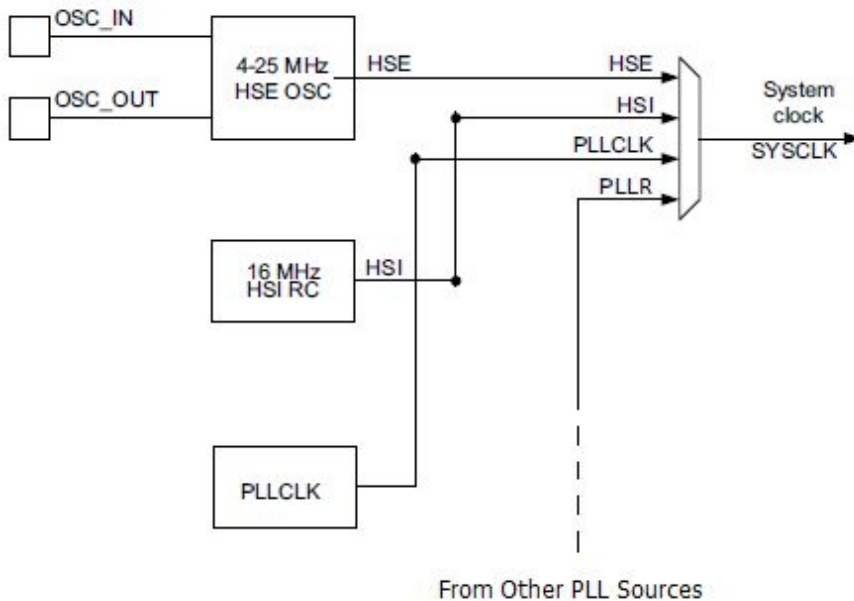 OSC_IN
OSC_OUT
4-25 MHz
HSE OSC
HSE
HSE
HSI
PLLCLK
PLLR
System
clock
SYSCLK
16 MHz
HSI RC
HSI
PLLCLK
From Other PLL Sources